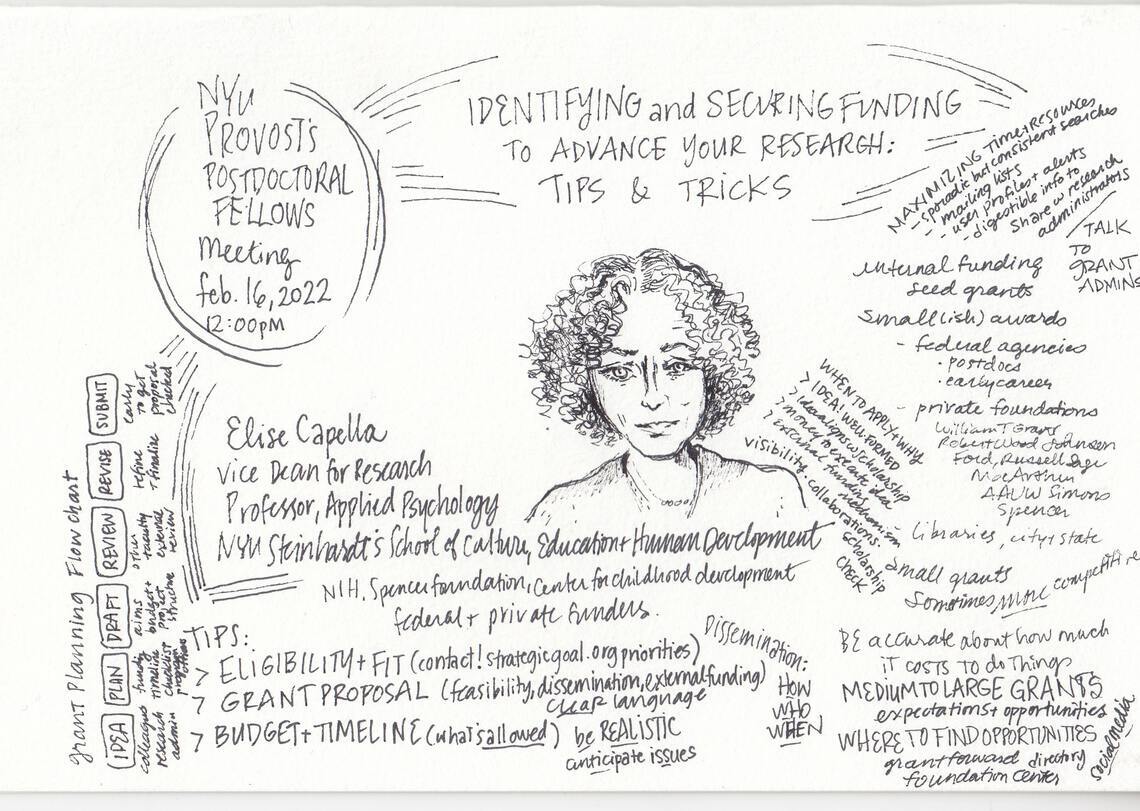 NYU
PROVOST'S
POSTDOCTORAL
FELLOWS
Meeting
feb. 16, 2022
12:00PM
IDENTIFYING and SECURING FUNDING
TO ADVANCE YOUR RESEARCH:
TIPS & TRICKS
MAXIMIZING TIME+RESOURCES
- sporadic but consistent searches
- mailing lists
- user profiles+alerts
- digestible info to
share w/ research
administrators
TALK
TO
GRANT
ADMINS
internal funding
seed grants
Small(ish) awards
- federal agencies
• postdocs
• early career
- private foundations
William T Grant
Robert Wood Johnson
Ford, Russell Sage
MacArthur
AAUW Simons
Spencer
- libraries, city + state
small grants
Sometimes more competitive
WHEN TO APPLY + WHY
> IDEA! WELL-FORMED
> ideralign w/ scholarship
> money to execute idea
> external funding mechanism
visibility · collaborations ·
scholarship
CHECK
Elise Capella
Vice Dean for Research
Professor, Applied Psychology
NYU Steinhardt's School of Culture, Education + Human Development
NIH, Spencer foundation, Center for childhood development
federal + private funders.
grant Planning Flowchart
IDEA
colleagues
research
admin
PLAN
funder
timeline
checklist
program
officers
DRAFT
aims
budget +
project
structure
REVIEW
other
faculty
external
review
REVISE
refine
+ finalize
SUBMIT
early
to get
proposal
checked
TIPS:
> ELIGIBILITY + FIT (contact! strategic goal. org priorities)
> GRANT PROPOSAL (feasibility, dissemination, external funding)
clear language
> BUDGET + TIMELINE (what's allowed) be REALISTIC
anticipate issues
Dissemination:
HOW
WHO
WHEN
BE accurate about how much
it costs to do things
MEDIUM TO LARGE GRANTS
expectations + opportunities
WHERE TO FIND OPPORTUNITIES
grant forward directory
foundation center
social media